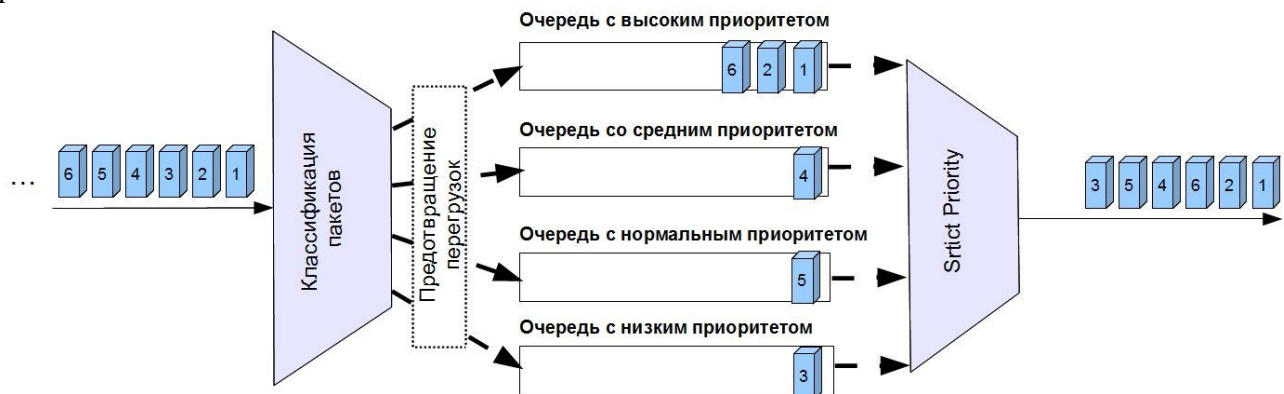 Очередь с высоким приоритетом
6 2 1
Очередь со средним приоритетом
4
Очередь с нормальным приоритетом
5
Очередь с низким приоритетом
3
... 6 5 4 3 2 1
Классификация
пакетов
Предотвращение
перегрузок
Srtict Priority
3 5 4 6 2 1